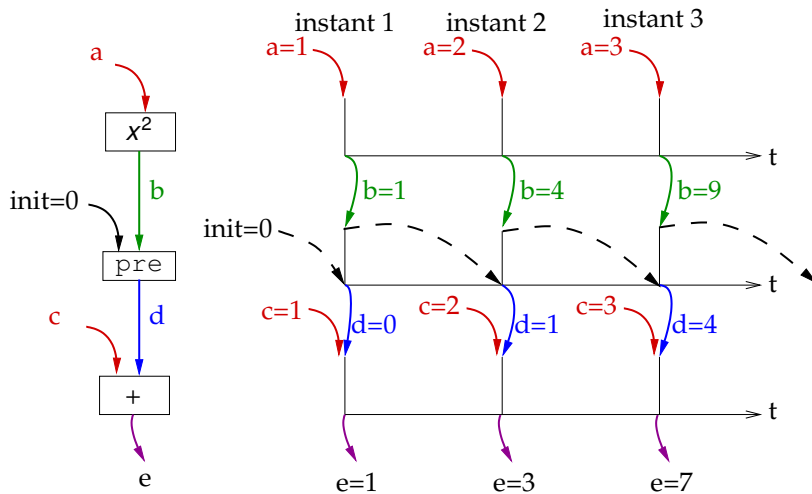 instant 1 instant 2 instant 3
a a=1 a=2 a=3
x²
t
b b=1 b=4 b=9
init=0
init=0
pre
t
c d c=1 c=2 c=3
d=0 d=1 d=4
+
t
e e=1 e=3 e=7